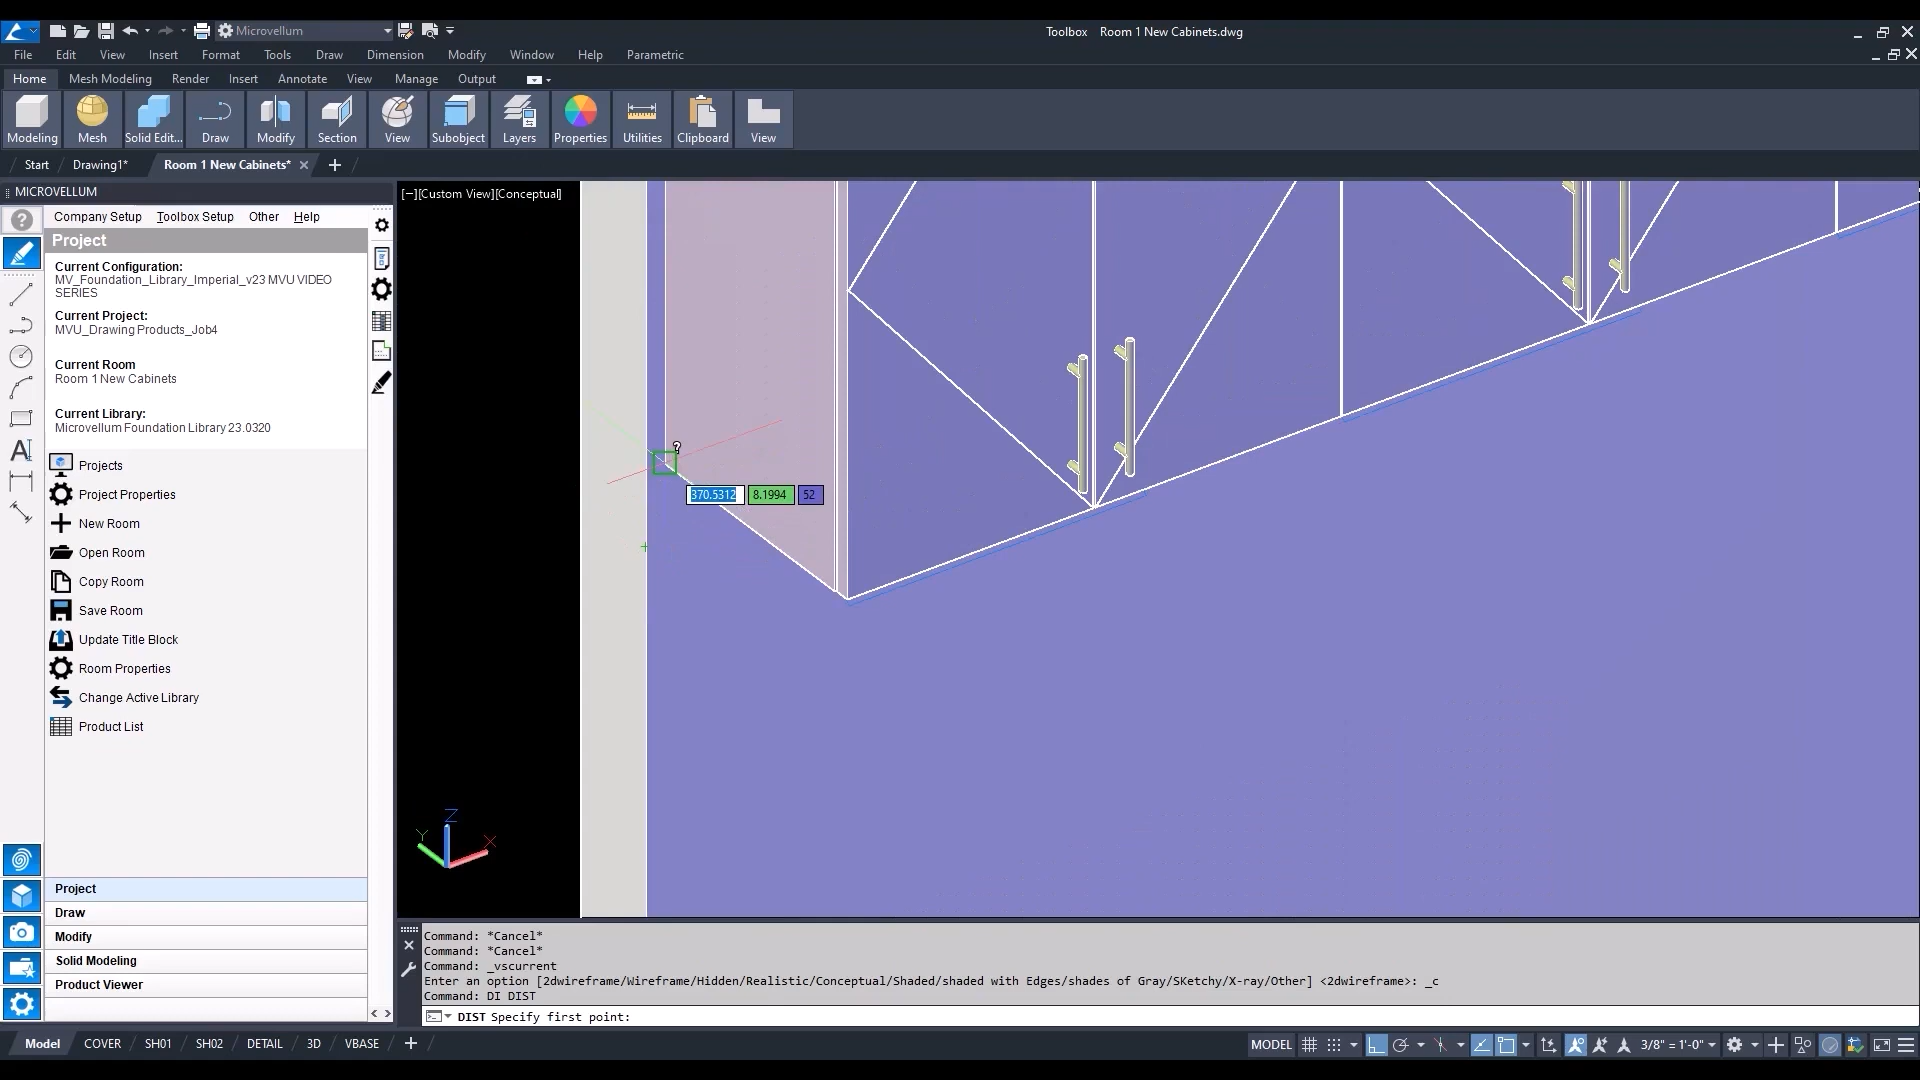 Microvellum
Toolbox Room 1 New Cabinets.dwg
File Edit View Insert Format Tools Draw Dimension Modify Window Help Parametric
Home Mesh Modeling Render Insert Annotate View Manage Output
Modeling Mesh Solid Edit... Draw Modify Section View Subobject Layers Properties Utilities Clipboard View
Start Drawing1* Room 1 New Cabinets*
MICROVELLUM
[−][Custom View][Conceptual]
Company Setup Toolbox Setup Other Help
Project
Current Configuration:
MV_Foundation_Library_Imperial_v23 MVU VIDEO
SERIES
Current Project:
MVU_Drawing Products_Job4
Current Room
Room 1 New Cabinets
Current Library:
Microvellum Foundation Library 23.0320
Projects
Project Properties
New Room
Open Room
Copy Room
Save Room
Update Title Block
Room Properties
Change Active Library
Product List
370.5312 8.1994 52
Z
Y X
Project
Draw
Modify
Solid Modeling
Product Viewer
Command: *Cancel*
Command: *Cancel*
Command: _vscurrent
Enter an option [2dwireframe/Wireframe/Hidden/Realistic/Conceptual/Shaded/shaded with Edges/shades of Gray/SKetchy/X-ray/Other] <2dwireframe>: _c
Command: DI DIST
DIST Specify first point:
Model COVER SH01 SH02 DETAIL 3D VBASE
MODEL 3/8" = 1'-0"